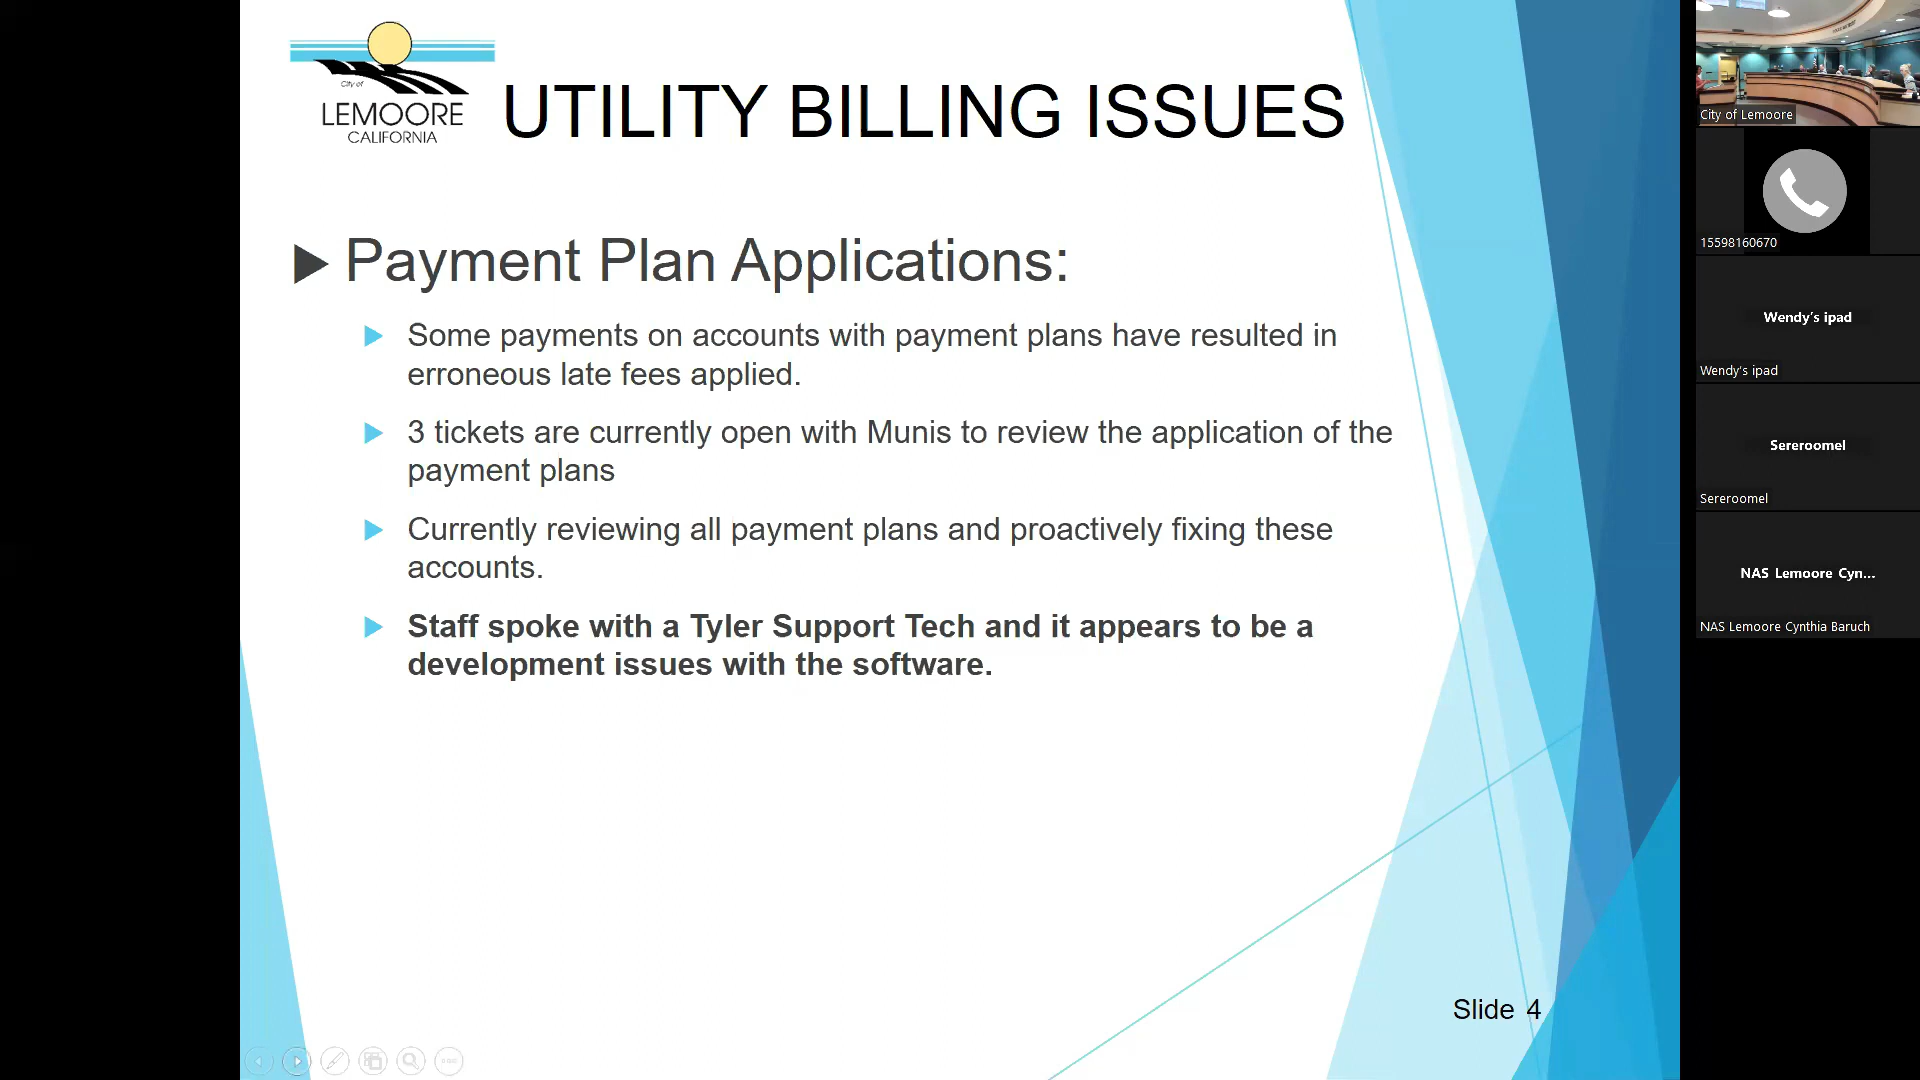 City of
LEMOORE
CALIFORNIA
UTILITY BILLING ISSUES
Payment Plan Applications:
Some payments on accounts with payment plans have resulted in
erroneous late fees applied.
3 tickets are currently open with Munis to review the application of the
payment plans
Currently reviewing all payment plans and proactively fixing these
accounts.
Staff spoke with a Tyler Support Tech and it appears to be a
development issues with the software.
Slide 4
City of Lemoore
15598160670
Wendy's ipad
Wendy's ipad
Sereroomel
Sereroomel
NAS Lemoore Cyn...
NAS Lemoore Cynthia Baruch